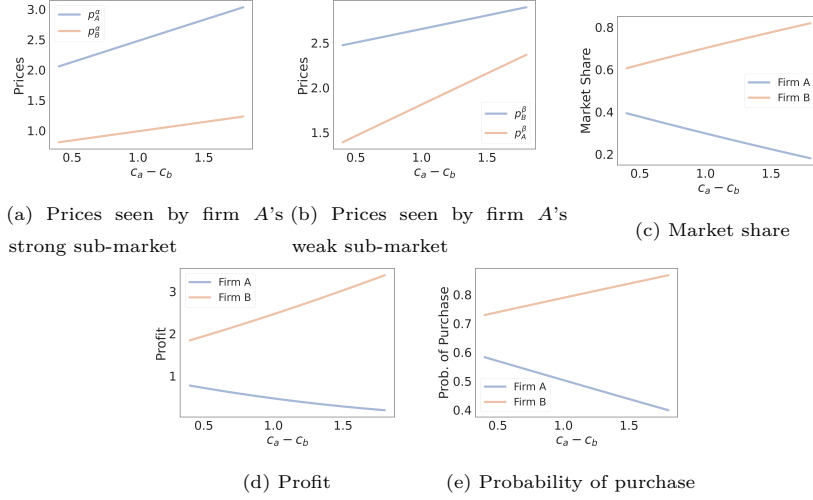 3.0
2.5
2.0
1.5
1.0
Prices
p_A^α
p_B^α
0.5 1.0 1.5
c_a − c_b
2.5
2.0
1.5
Prices
p_B^β
p_A^β
0.5 1.0 1.5
c_a − c_b
0.8
0.6
0.4
0.2
Market Share
Firm A
Firm B
0.5 1.0 1.5
c_a − c_b
(a) Prices seen by firm A's
strong sub-market
(b) Prices seen by firm A's
weak sub-market
(c) Market share
3
2
1
Profit
Firm A
Firm B
0.5 1.0 1.5
c_a − c_b
0.8
0.7
0.6
0.5
0.4
Prob. of Purchase
Firm A
Firm B
0.5 1.0 1.5
c_a − c_b
(d) Profit
(e) Probability of purchase